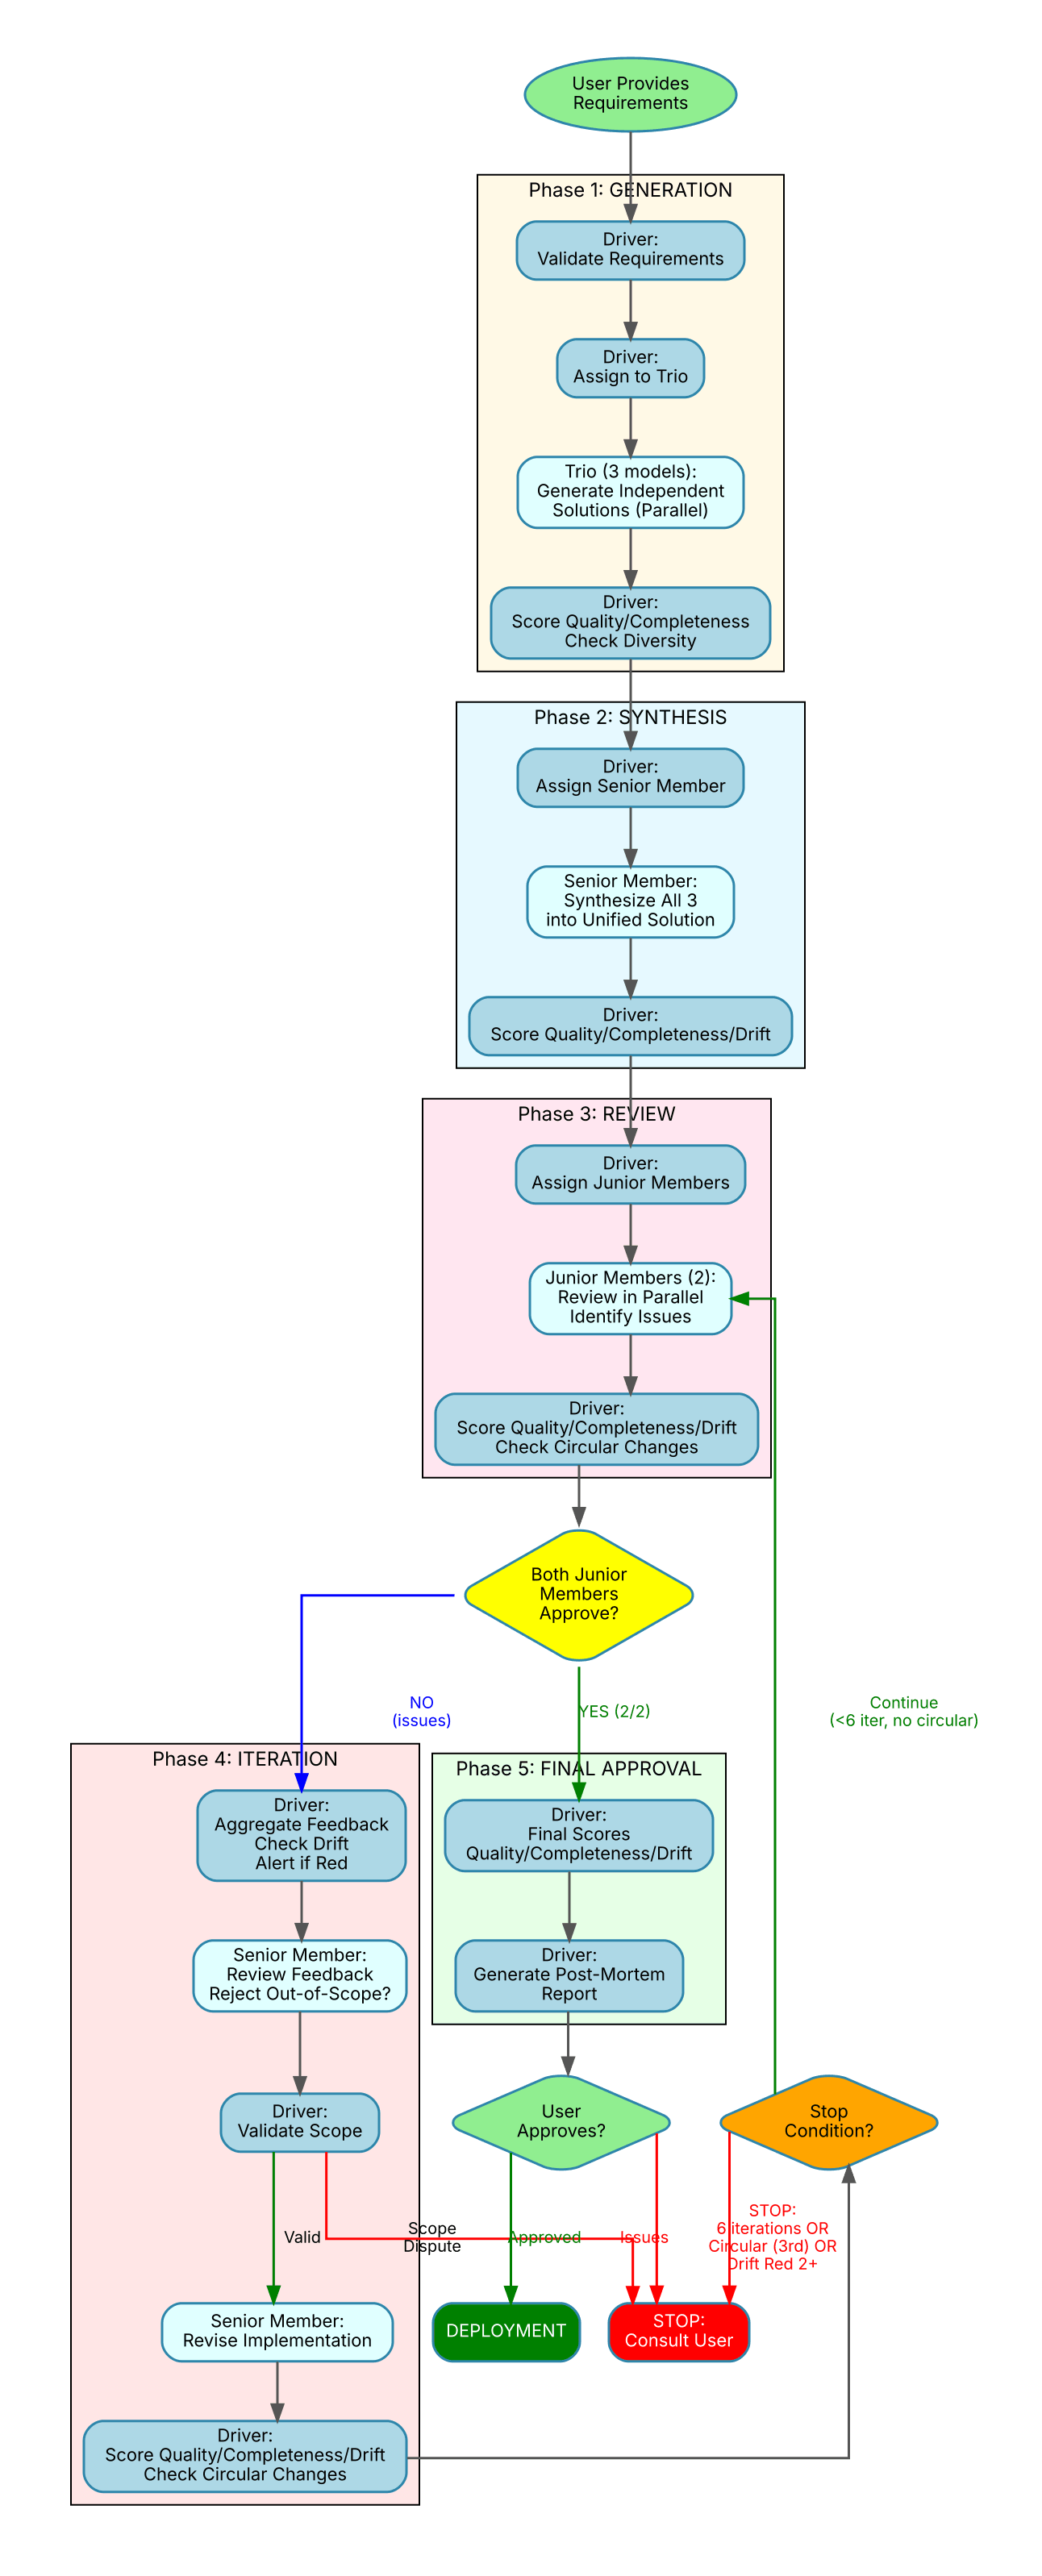 User Provides
Requirements
Phase 1: GENERATION
Driver:
Validate Requirements
Driver:
Assign to Trio
Trio (3 models):
Generate Independent
Solutions (Parallel)
Driver:
Score Quality/Completeness
Check Diversity
Phase 2: SYNTHESIS
Driver:
Assign Senior Member
Senior Member:
Synthesize All 3
into Unified Solution
Driver:
Score Quality/Completeness/Drift
Phase 3: REVIEW
Driver:
Assign Junior Members
Junior Members (2):
Review in Parallel
Identify Issues
Driver:
Score Quality/Completeness/Drift
Check Circular Changes
Both Junior
Members
Approve?
NO
(issues)
YES (2/2)
Continue
(<6 iter, no circular)
Phase 4: ITERATION
Driver:
Aggregate Feedback
Check Drift
Alert if Red
Senior Member:
Review Feedback
Reject Out-of-Scope?
Driver:
Validate Scope
Valid
Scope
Dispute
Senior Member:
Revise Implementation
Driver:
Score Quality/Completeness/Drift
Check Circular Changes
Phase 5: FINAL APPROVAL
Driver:
Final Scores
Quality/Completeness/Drift
Driver:
Generate Post-Mortem
Report
User
Approves?
Approved
Issues
Stop
Condition?
STOP:
6 iterations OR
Circular (3rd) OR
Drift Red 2+
DEPLOYMENT
STOP:
Consult User